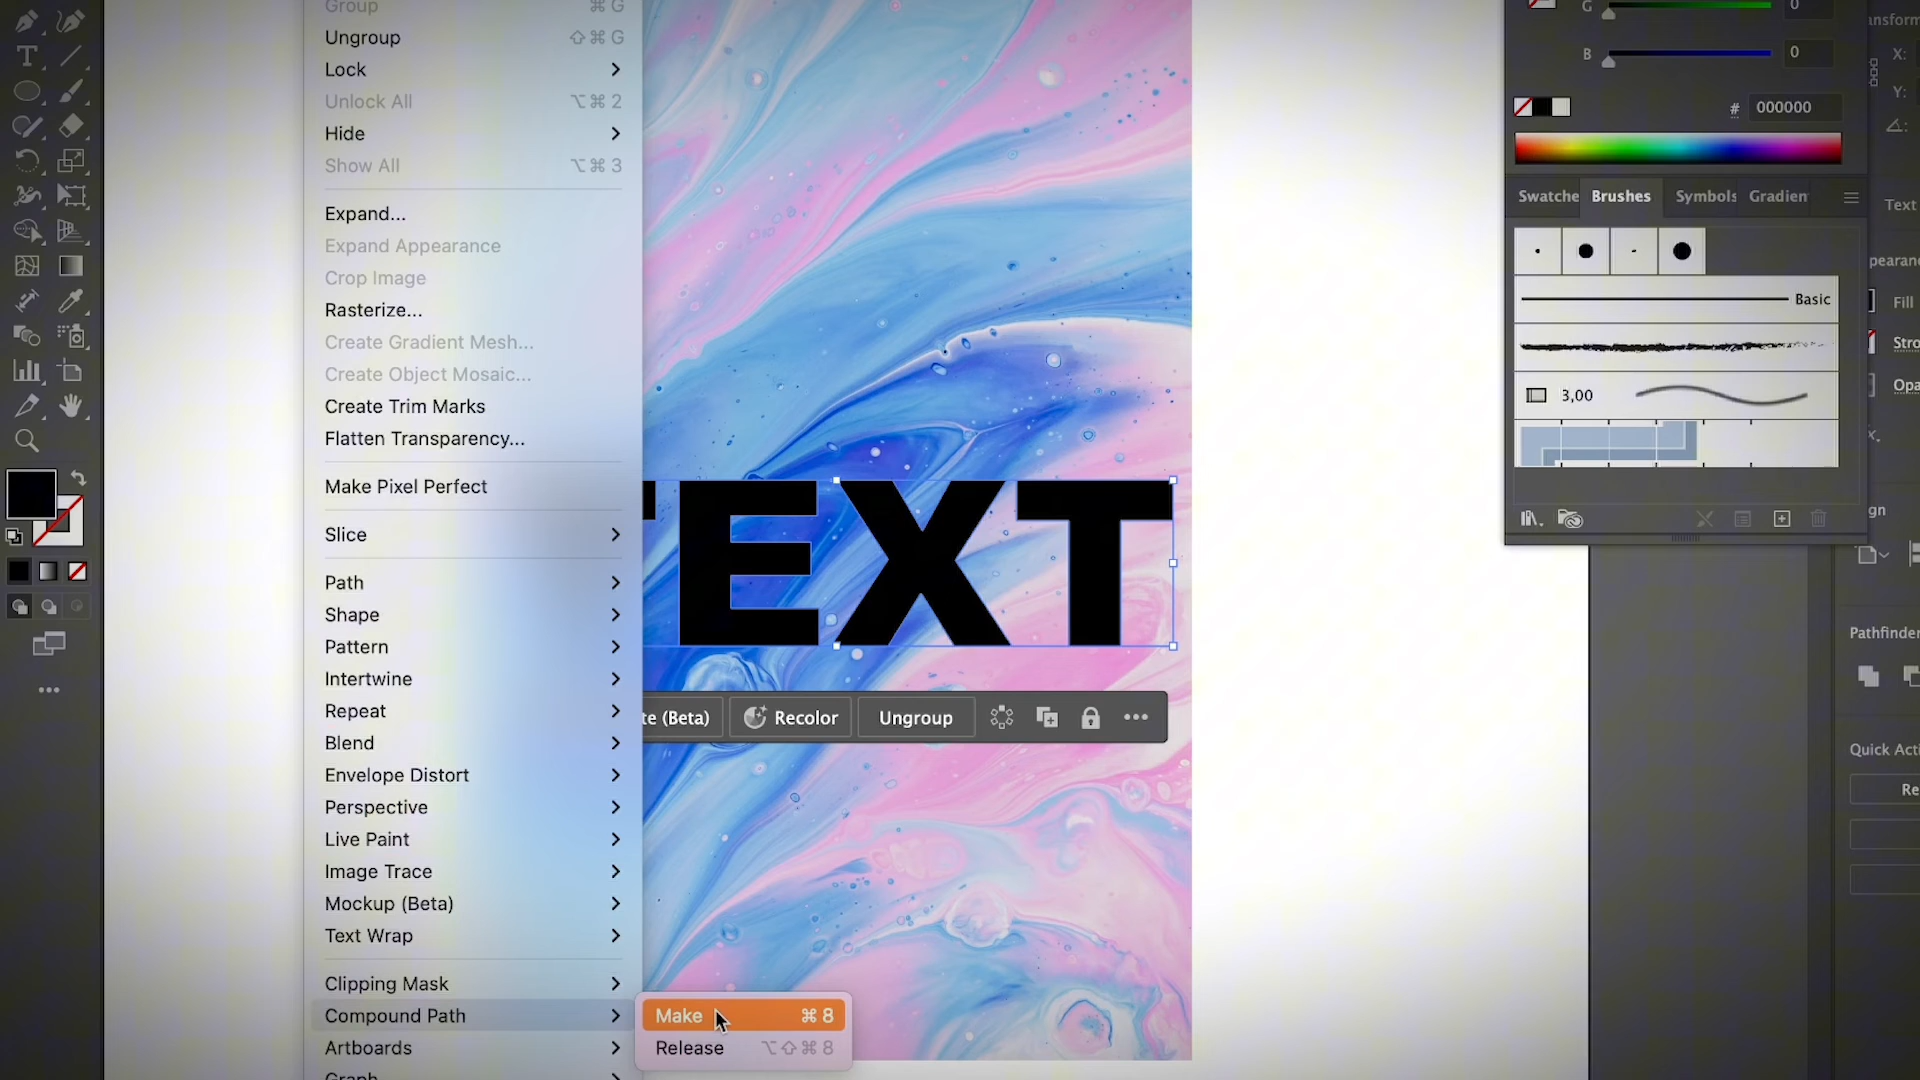 Group ⌘ G
Ungroup ⇧ ⌘ G
Lock
Unlock All ⌥ ⌘ 2
Hide
Show All ⌥ ⌘ 3
Expand...
Expand Appearance
Crop Image
Rasterize...
Create Gradient Mesh...
Create Object Mosaic...
Create Trim Marks
Flatten Transparency...
Make Pixel Perfect
Slice
Path
Shape
Pattern
Intertwine
Repeat
Blend
Envelope Distort
Perspective
Live Paint
Image Trace
Mockup (Beta)
Text Wrap
Clipping Mask
Compound Path
Artboards
Graph
Make ⌘ 8
Release ⌥ ⇧ ⌘ 8
TEXT
te (Beta) Recolor Ungroup
G 0
B 0
# 000000
Swatche Brushes Symbols Gradien
Basic
3,00
ansform
X:
Y:
Text
pearan
Fill
Stro
Opa
gn
Pathfinder
Quick Acti
Re